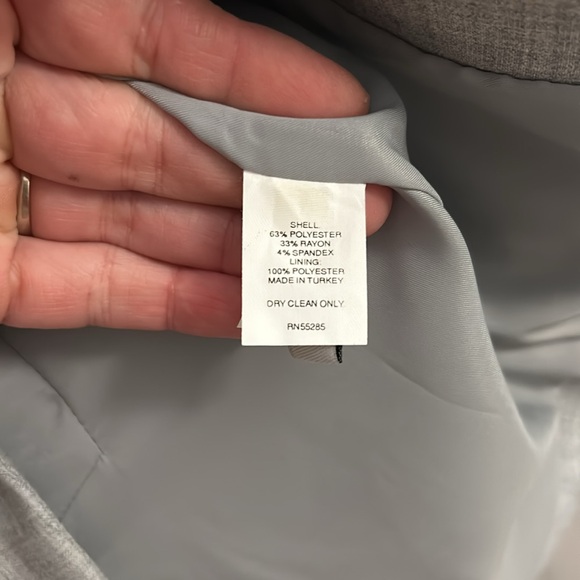 SHELL
63% POLYESTER
33% RAYON
4% SPANDEX
LINING:
100% POLYESTER
MADE IN TURKEY
DRY CLEAN ONLY.
RN55285